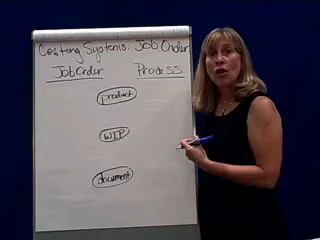 Costing Systems: Job Order
Job Order Process
product
WIP
document